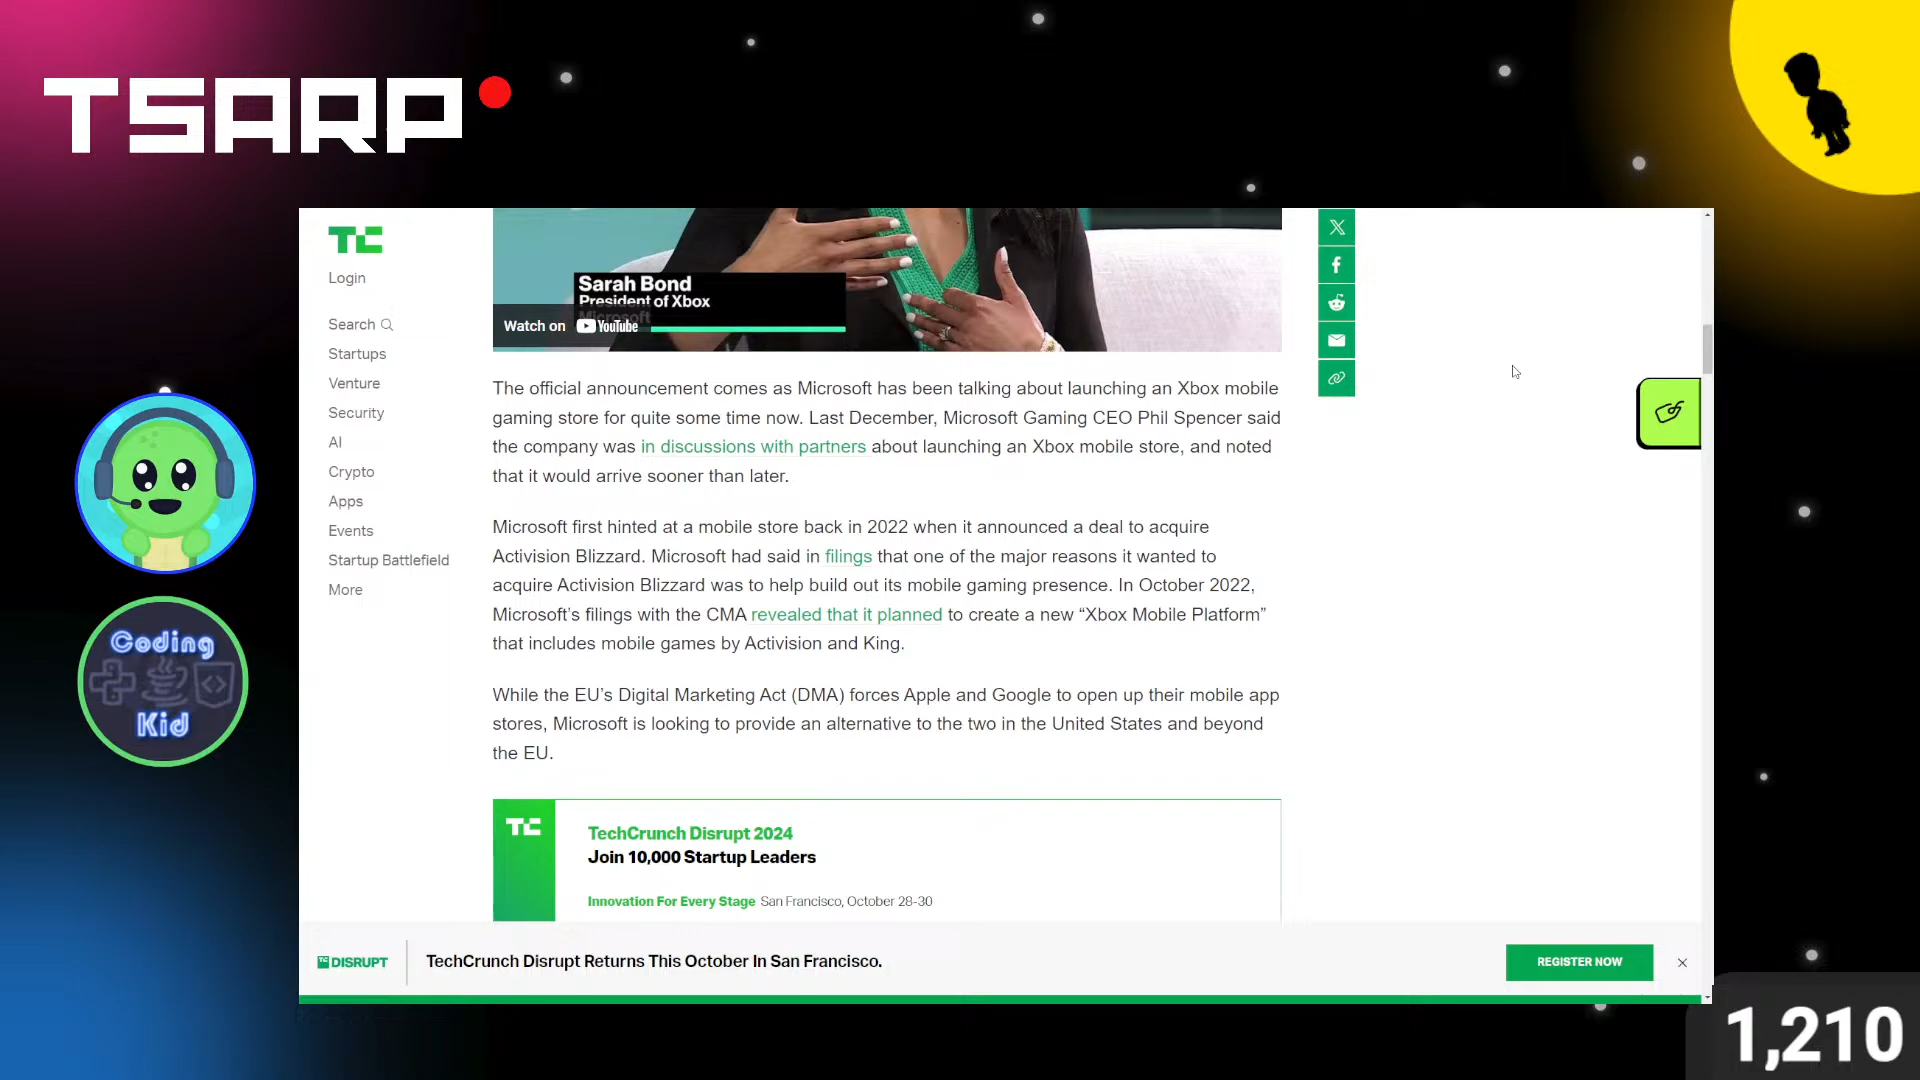 TSARP
TC
Login
Search
Startups
Venture
Security
AI
Crypto
Apps
Events
Startup Battlefield
More
Sarah Bond
President of Xbox
Microsoft
Watch on YouTube
The official announcement comes as Microsoft has been talking about launching an Xbox mobile
gaming store for quite some time now. Last December, Microsoft Gaming CEO Phil Spencer said
the company was in discussions with partners about launching an Xbox mobile store, and noted
that it would arrive sooner than later.
Microsoft first hinted at a mobile store back in 2022 when it announced a deal to acquire
Activision Blizzard. Microsoft had said in filings that one of the major reasons it wanted to
acquire Activision Blizzard was to help build out its mobile gaming presence. In October 2022,
Microsoft’s filings with the CMA revealed that it planned to create a new “Xbox Mobile Platform”
that includes mobile games by Activision and King.
While the EU’s Digital Marketing Act (DMA) forces Apple and Google to open up their mobile app
stores, Microsoft is looking to provide an alternative to the two in the United States and beyond
the EU.
TC
TechCrunch Disrupt 2024
Join 10,000 Startup Leaders
Innovation For Every Stage San Francisco, October 28-30
TC DISRUPT
TechCrunch Disrupt Returns This October In San Francisco.
REGISTER NOW
Coding
Kid
1,210